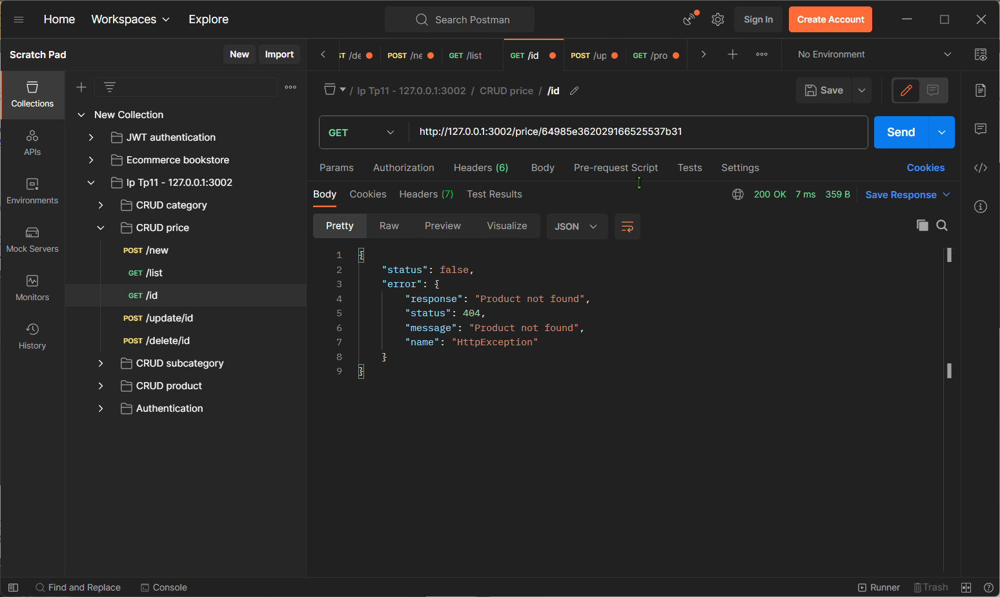 Home Workspaces Explore Search Postman Sign In Create Account
Scratch Pad New Import ST /de POST /ne GET /list GET /id POST /up GET /pro No Environment
/ Ip Tp11 - 127.0.0.1:3002 / CRUD price / /id Save
Collections
APIs
Environments
Mock Servers
Monitors
History
New Collection
JWT authentication
Ecommerce bookstore
Ip Tp11 - 127.0.0.1:3002
CRUD category
CRUD price
POST /new
GET /list
GET /id
POST /update/id
POST /delete/id
CRUD subcategory
CRUD product
Authentication
GET http://127.0.0.1:3002/price/64985e362029166525537b31 Send
Params Authorization Headers (6) Body Pre-request Script Tests Settings Cookies
Body Cookies Headers (7) Test Results 200 OK 7 ms 359 B Save Response
Pretty Raw Preview Visualize JSON
1 {
2 "status": false,
3 "error": {
4 "response": "Product not found",
5 "status": 404,
6 "message": "Product not found",
7 "name": "HttpException"
8 }
9 }
Find and Replace Console Runner Trash